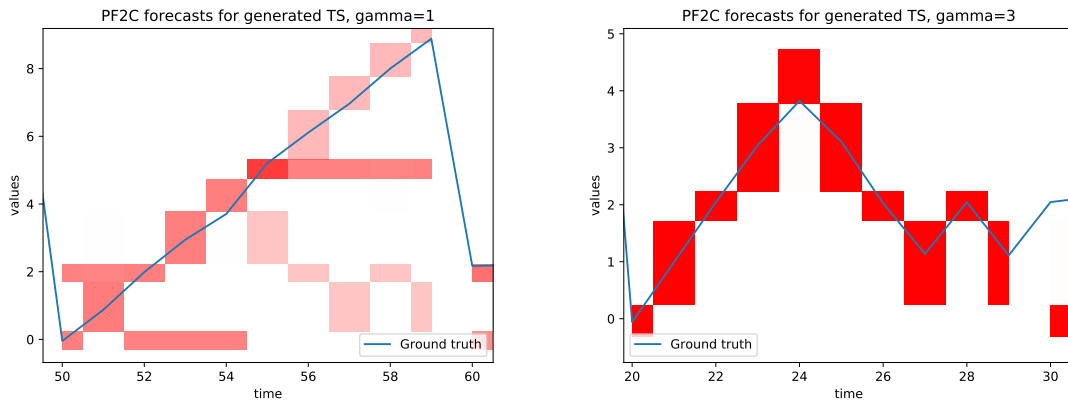 PF2C forecasts for generated TS, gamma=1
values
8
6
4
2
0
Ground truth
50
52
54
56
58
60
time
PF2C forecasts for generated TS, gamma=3
values
5
4
3
2
1
0
Ground truth
20
22
24
26
28
30
time